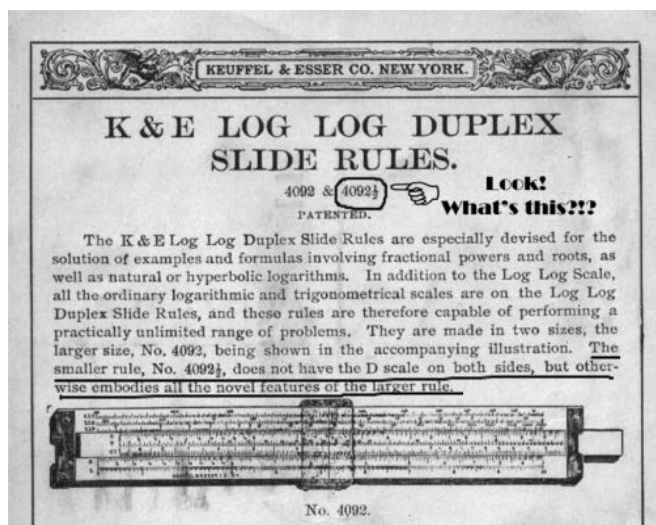 KEUFFEL & ESSER CO. NEW YORK.
K & E LOG LOG DUPLEX
SLIDE RULES.
4092 & 4092½
Look!
What's this?!?
PATENTED.
The K & E Log Log Duplex Slide Rules are especially devised for the
solution of examples and formulas involving fractional powers and roots, as
well as natural or hyperbolic logarithms. In addition to the Log Log Scale,
all the ordinary logarithmic and trigonometrical scales are on the Log Log
Duplex Slide Rules, and these rules are therefore capable of performing a
practically unlimited range of problems. They are made in two sizes, the
larger size, No. 4092, being shown in the accompanying illustration. The
smaller rule, No. 4092½, does not have the D scale on both sides, but other-
wise embodies all the novel features of the larger rule.
No. 4092.